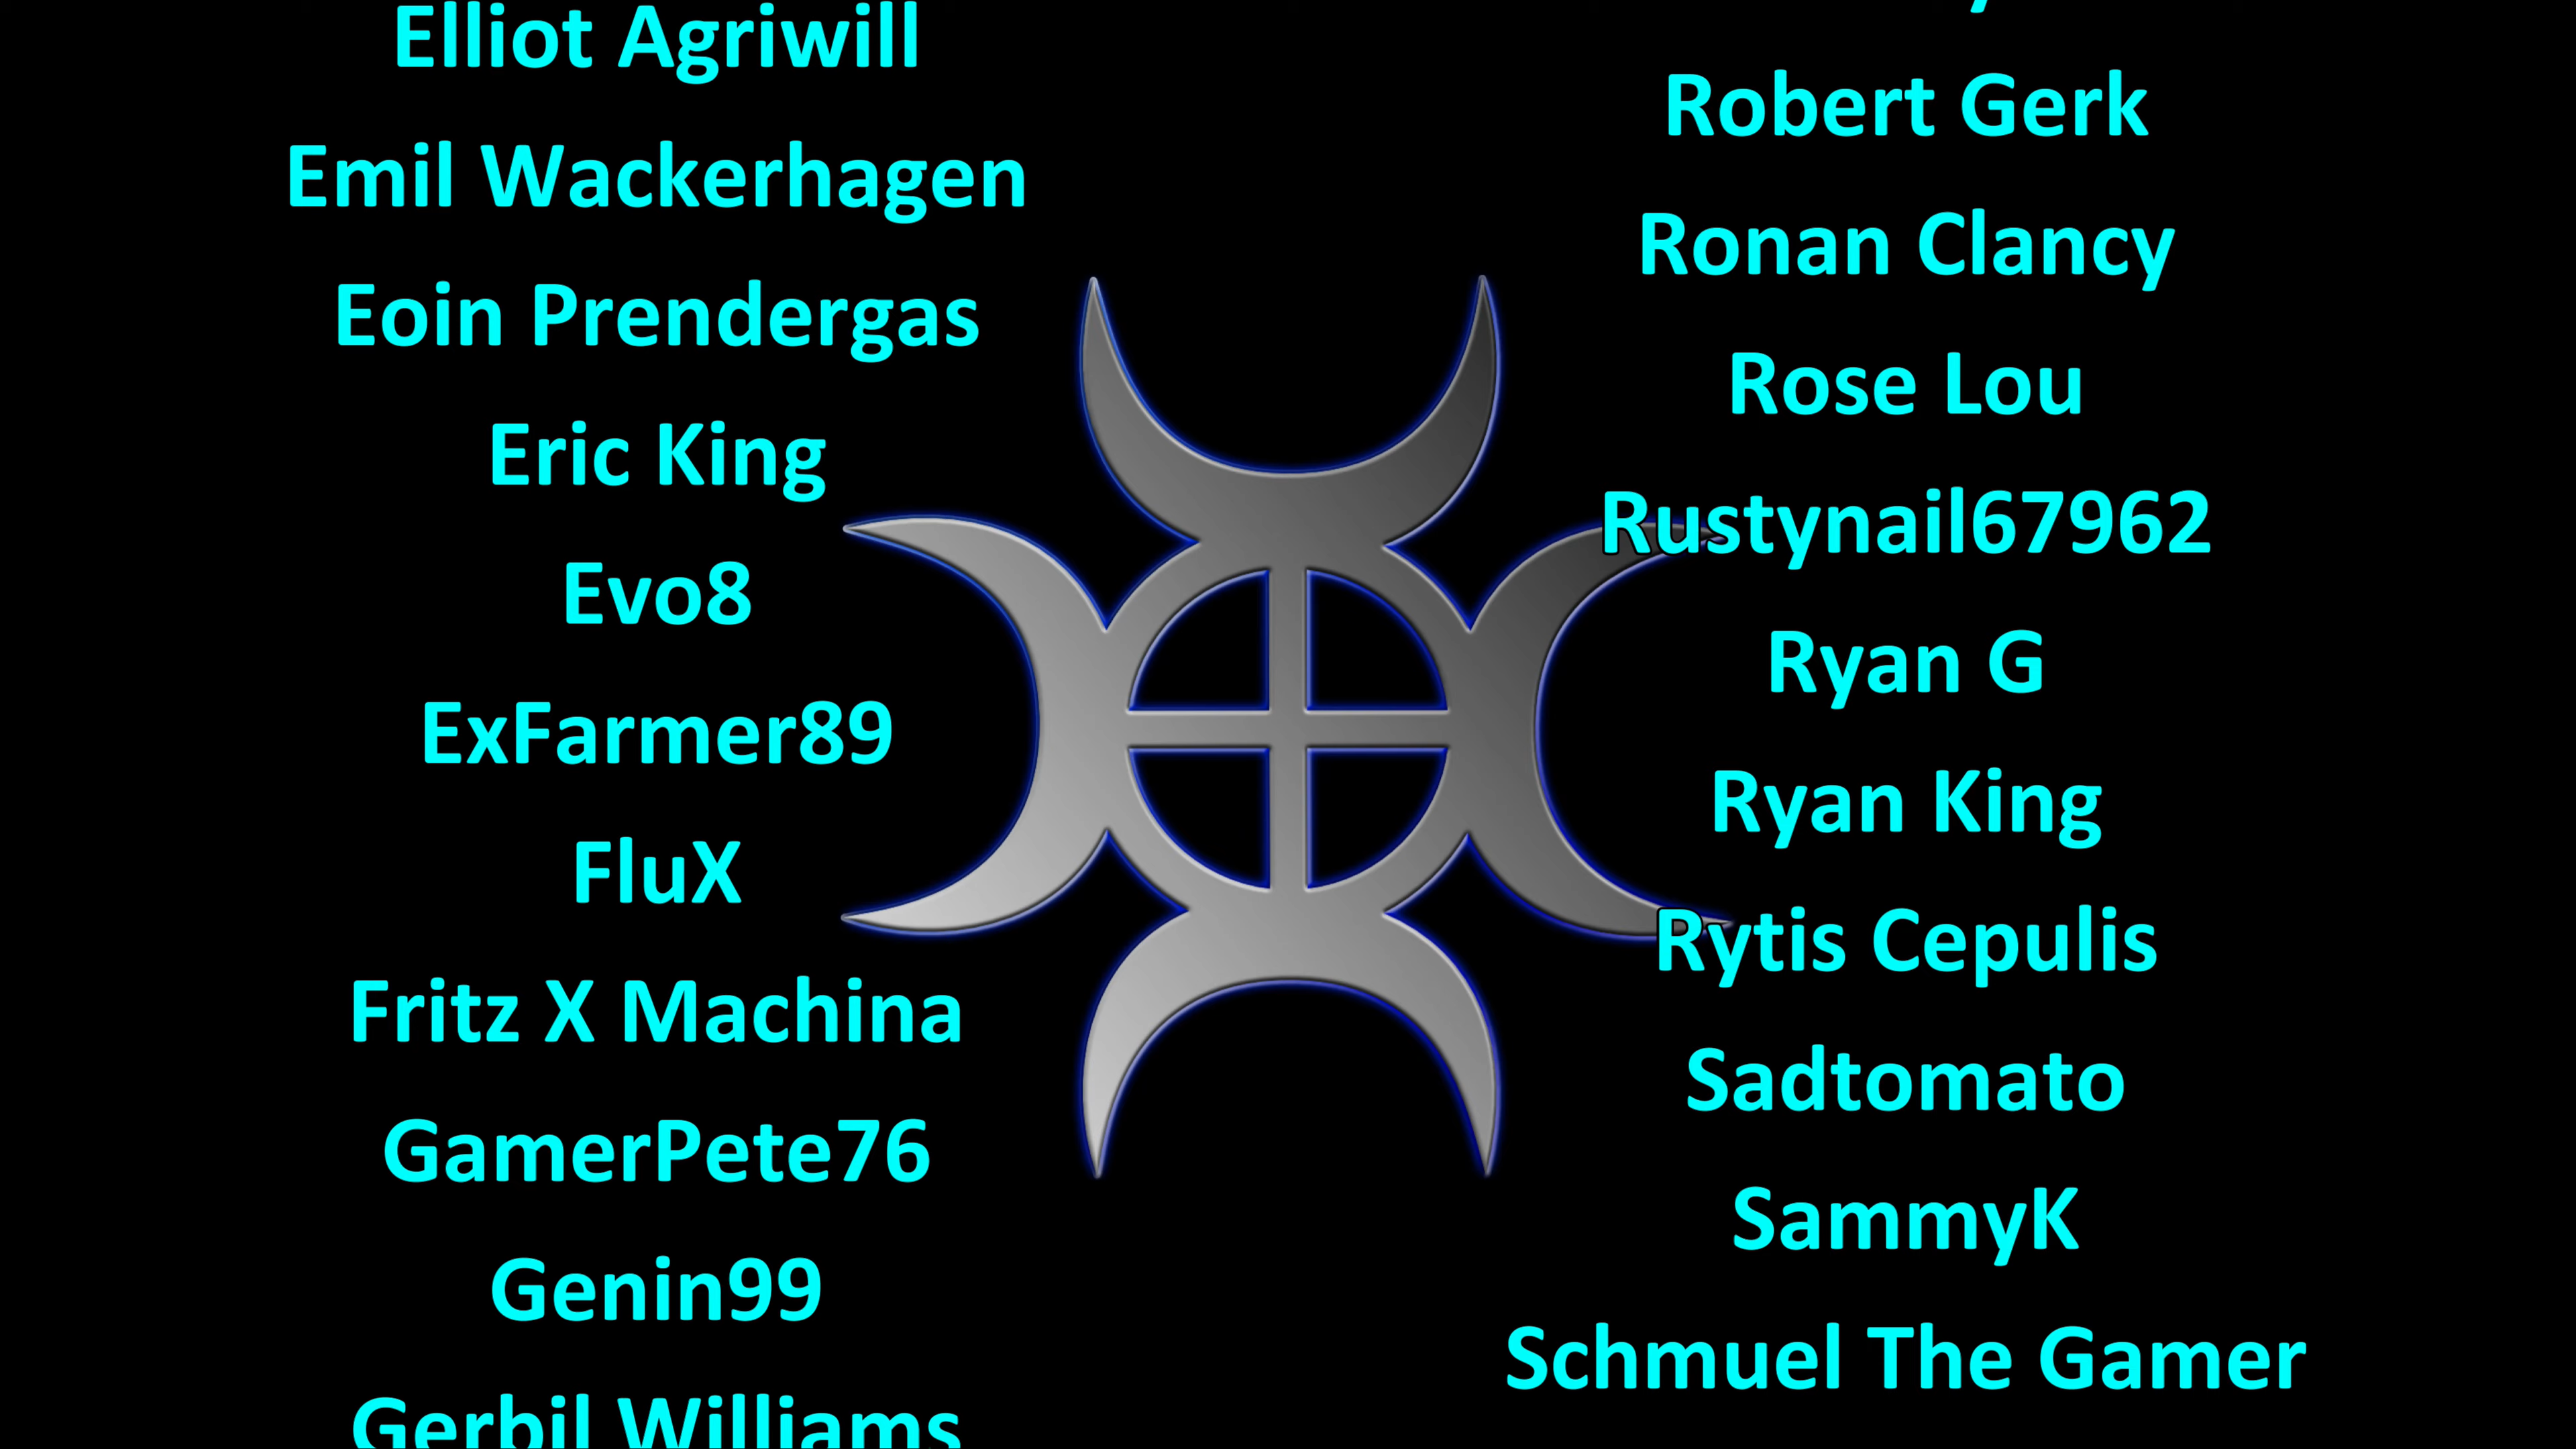 Elliot Agriwill
Emil Wackerhagen
Eoin Prendergas
Eric King
Evo8
ExFarmer89
FluX
Fritz X Machina
GamerPete76
Genin99
Gerbil Williams
Robert Gerk
Ronan Clancy
Rose Lou
Rustynail67962
Ryan G
Ryan King
Rytis Cepulis
Sadtomato
SammyK
Schmuel The Gamer